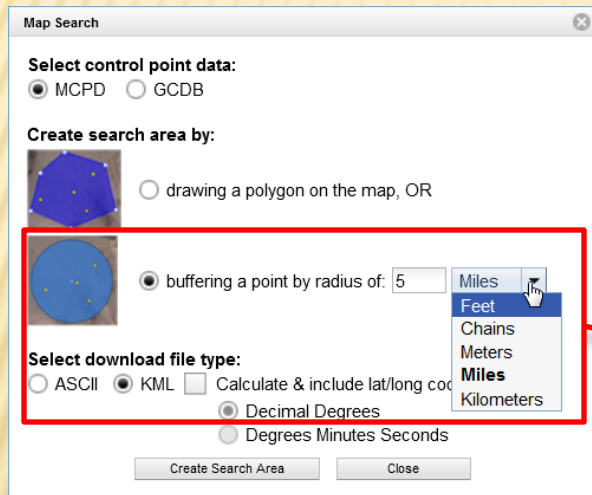 Map Search
Select control point data:
MCPD GCDB
Create search area by:
drawing a polygon on the map, OR
buffering a point by radius of: 5 Miles
Feet
Chains
Meters
Miles
Kilometers
Select download file type:
ASCII KML Calculate & include lat/long
Decimal Degrees
Degrees Minutes Seconds
Create Search Area Close